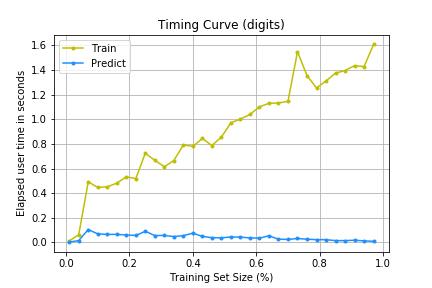 Timing Curve (digits)
Train
Predict
Elapsed user time in seconds
1.6
1.4
1.2
1.0
0.8
0.6
0.4
0.2
0.0
0.0 0.2 0.4 0.6 0.8 1.0
Training Set Size (%)